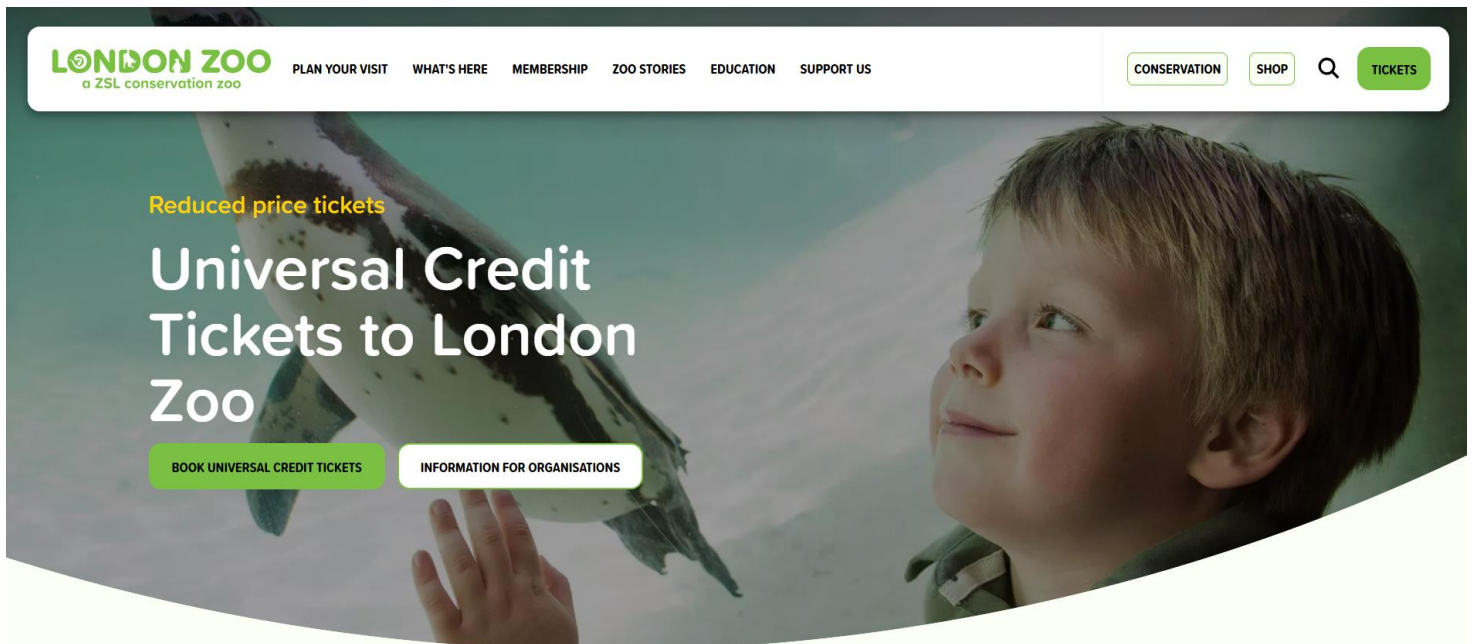 LONDON ZOO
a ZSL conservation zoo
PLAN YOUR VISIT
WHAT'S HERE
MEMBERSHIP
ZOO STORIES
EDUCATION
SUPPORT US
CONSERVATION
SHOP
TICKETS
Reduced price tickets
Universal Credit
Tickets to London
Zoo
BOOK UNIVERSAL CREDIT TICKETS
INFORMATION FOR ORGANISATIONS